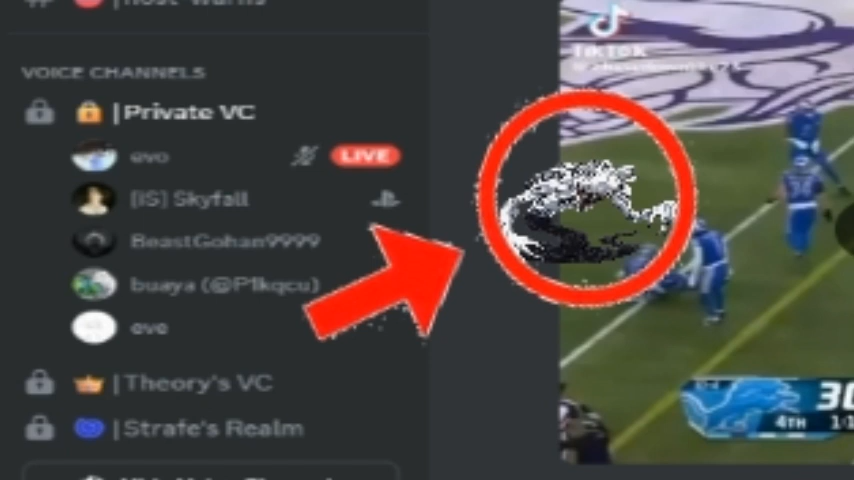 VOICE CHANNELS
|Private VC
evo
LIVE
[IS] Skyfall
BeastGohan9999
buaya (@P1kqcu)
eve
|Theory's VC
|Strafe's Realm
TikTok
4TH